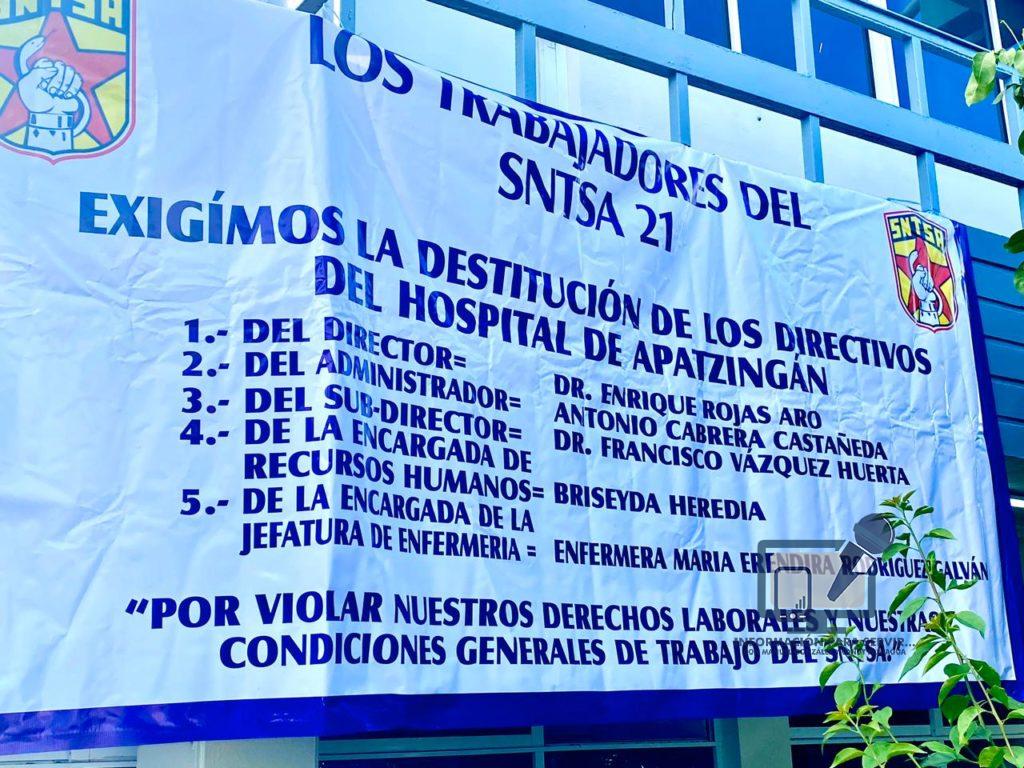 SNTSA
LOS TRABAJADORES DEL
SNTSA 21
SNTSA
EXIGÍMOS LA DESTITUCIÓN DE LOS DIRECTIVOS
DEL HOSPITAL DE APATZINGÁN
1.- DEL DIRECTOR= DR. ENRIQUE ROJAS ARO
2.- DEL ADMINISTRADOR= ANTONIO CABRERA CASTAÑEDA
3.- DEL SUB-DIRECTOR= DR. FRANCISCO VÁZQUEZ HUERTA
4.- DE LA ENCARGADA DE
RECURSOS HUMANOS= BRISEYDA HEREDIA
5.- DE LA ENCARGADA DE LA
JEFATURA DE ENFERMERIA = ENFERMERA MARIA ERENDIRA RODRIGUEZ GALVÁN
"POR VIOLAR NUESTROS DERECHOS LABORALES Y NUESTRAS
CONDICIONES GENERALES DE TRABAJO DEL SNTSA."
INFORMACIÓN PARA SERVIR...